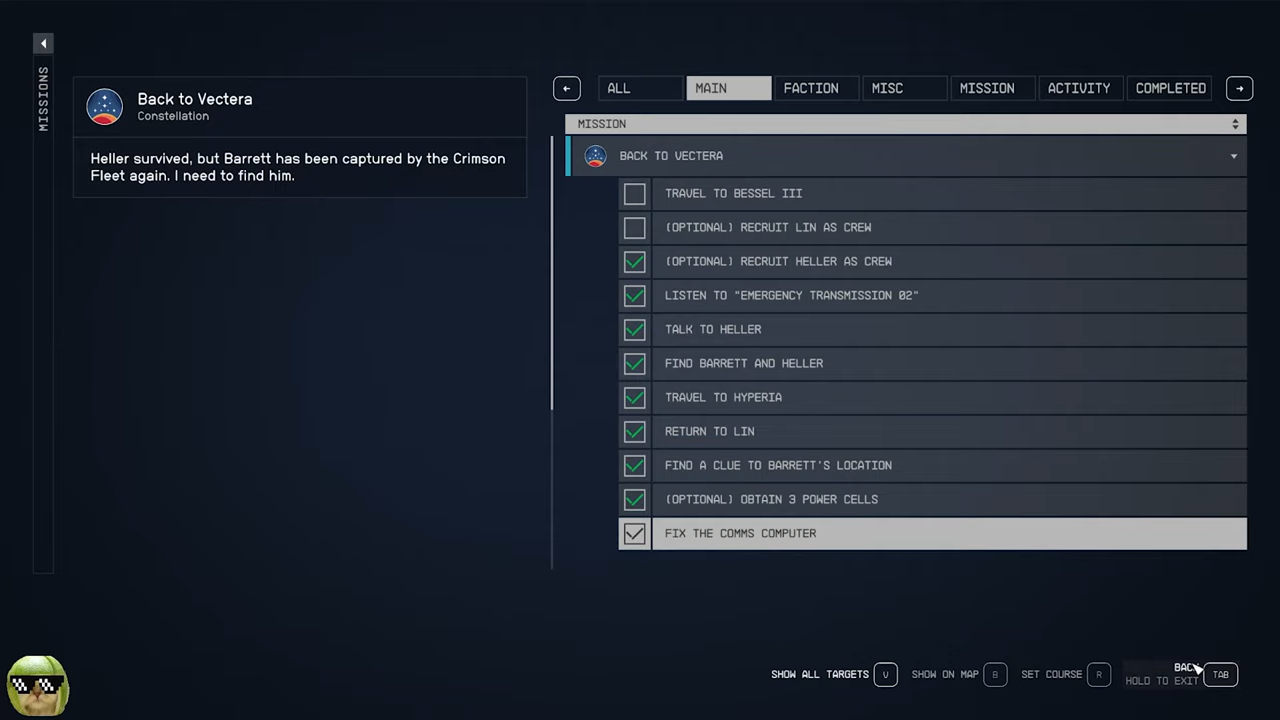 MISSIONS
Back to Vectera
Constellation
Heller survived, but Barrett has been captured by the Crimson
Fleet again. I need to find him.
ALL
MAIN
FACTION
MISC
MISSION
ACTIVITY
COMPLETED
MISSION
BACK TO VECTERA
TRAVEL TO BESSEL III
(OPTIONAL) RECRUIT LIN AS CREW
(OPTIONAL) RECRUIT HELLER AS CREW
LISTEN TO "EMERGENCY TRANSMISSION 02"
TALK TO HELLER
FIND BARRETT AND HELLER
TRAVEL TO HYPERIA
RETURN TO LIN
FIND A CLUE TO BARRETT'S LOCATION
(OPTIONAL) OBTAIN 3 POWER CELLS
FIX THE COMMS COMPUTER
SHOW ALL TARGETS V
SHOW ON MAP B
SET COURSE R
BACK
HOLD TO EXIT TAB